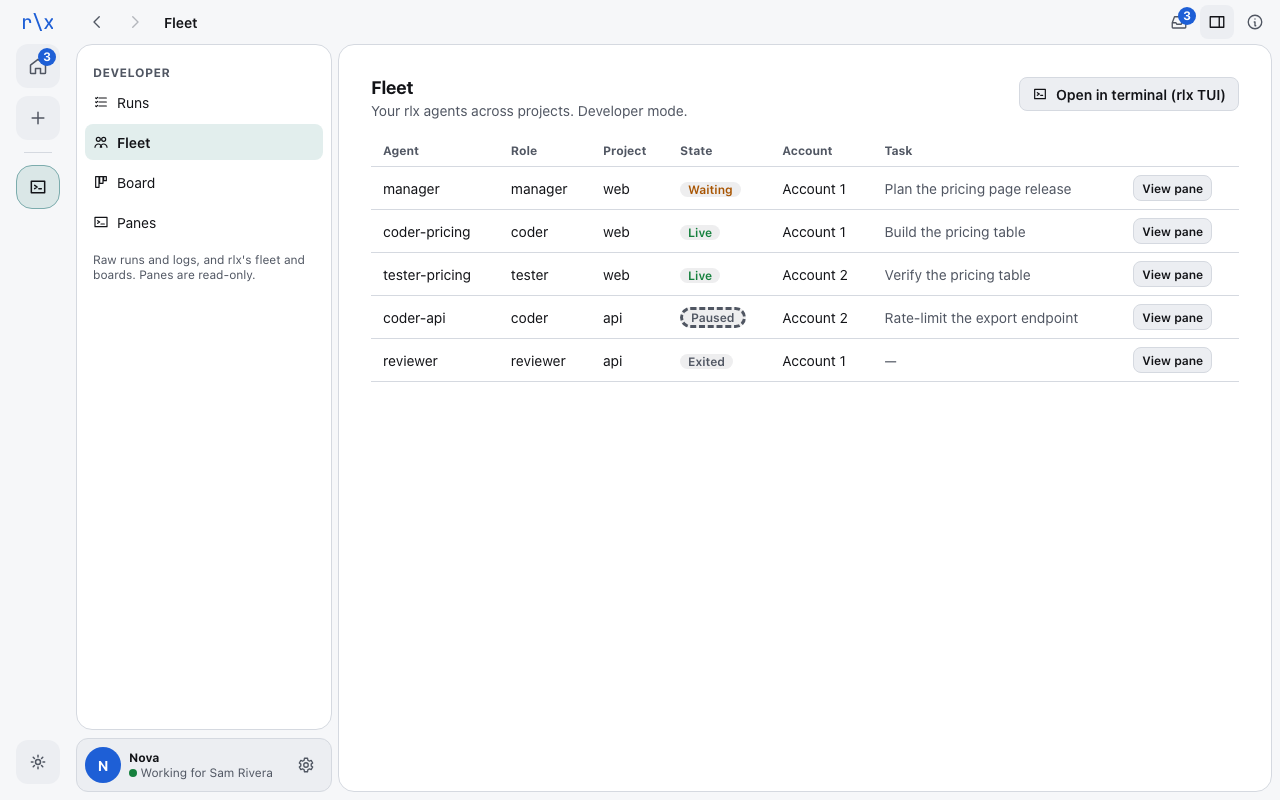 r\x
Fleet
3
3
DEVELOPER
Runs
Fleet
Board
Panes
Raw runs and logs, and rlx's fleet and
boards. Panes are read-only.
Fleet
Your rlx agents across projects. Developer mode.
Open in terminal (rlx TUI)
Agent Role Project State Account Task
manager manager web Waiting Account 1 Plan the pricing page release View pane
coder-pricing coder web Live Account 1 Build the pricing table View pane
tester-pricing tester web Live Account 2 Verify the pricing table View pane
coder-api coder api Paused Account 2 Rate-limit the export endpoint View pane
reviewer reviewer api Exited Account 1 — View pane
N
Nova
Working for Sam Rivera